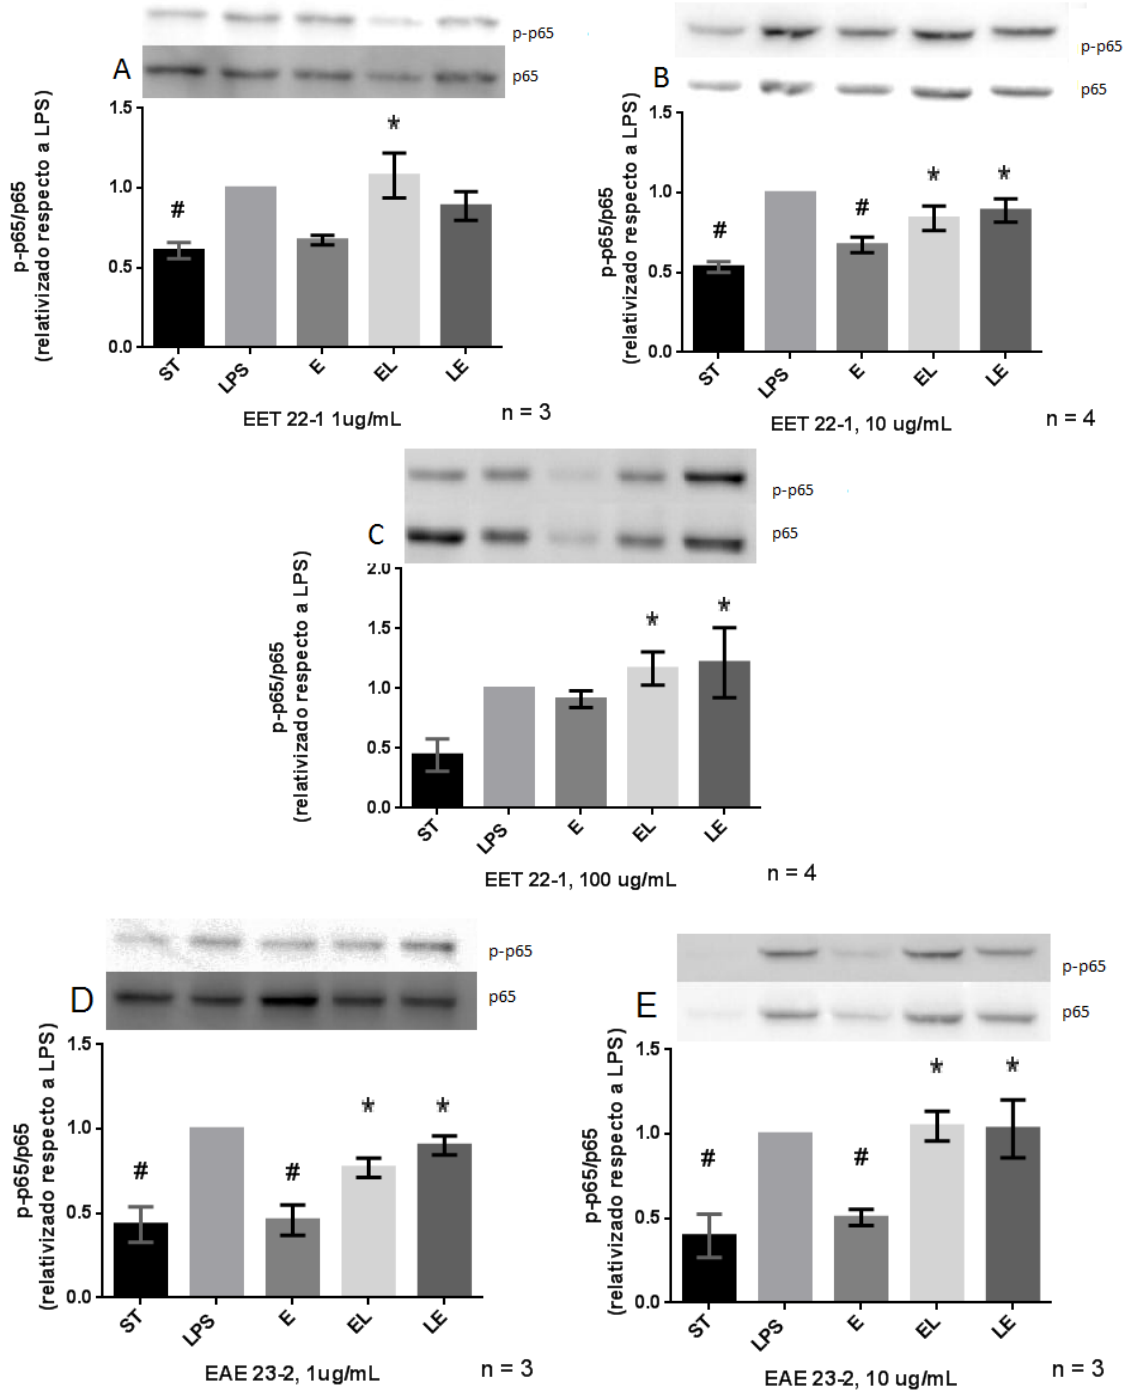 p-p65
A
p65
1.5
1.0
0.5
0.0
p-p65/p65
(relativizado respecto a LPS)
#
*
ST
LPS
E
EL
LE
EET 22-1 1ug/mL
n = 3
p-p65
B
p65
1.5
1.0
0.5
0.0
p-p65/p65
(relativizado respecto a LPS)
#
#
*
*
ST
LPS
E
EL
LE
EET 22-1, 10 ug/mL
n = 4
p-p65
C
p65
2.0
1.5
1.0
0.5
0.0
p-p65/p65
(relativizado respecto a LPS)
*
*
ST
LPS
E
EL
LE
EET 22-1, 100 ug/mL
n = 4
p-p65
D
p65
1.5
1.0
0.5
0.0
p-p65/p65
(relativizado respecto a LPS)
#
#
*
*
ST
LPS
E
EL
LE
EAE 23-2, 1ug/mL
n = 3
p-p65
E
p65
1.5
1.0
0.5
0.0
p-p65/p65
(relativizado respecto a LPS)
#
#
*
*
ST
LPS
E
EL
LE
EAE 23-2, 10 ug/mL
n = 3